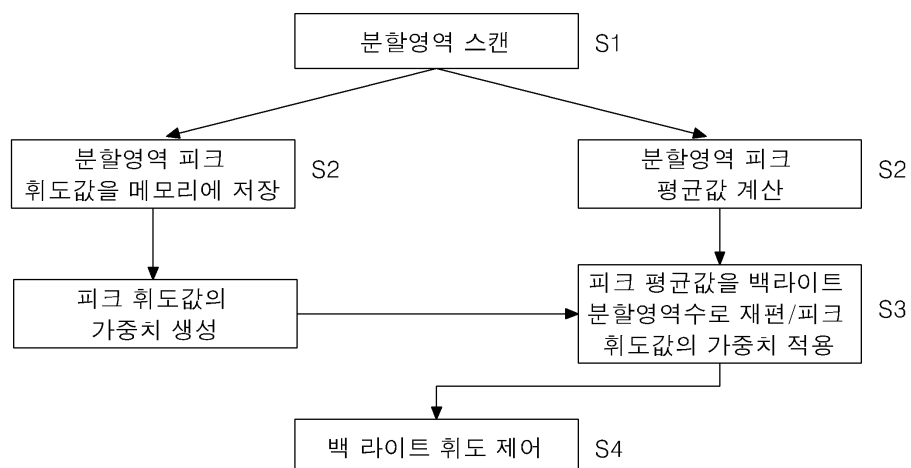 분할영역 스캔
S1
분할영역 피크
휘도값을 메모리에 저장
S2
분할영역 피크
평균값 계산
S2
피크 휘도값의
가중치 생성
피크 평균값을 백라이트
분할영역수로 재편/피크
휘도값의 가중치 적용
S3
백 라이트 휘도 제어
S4